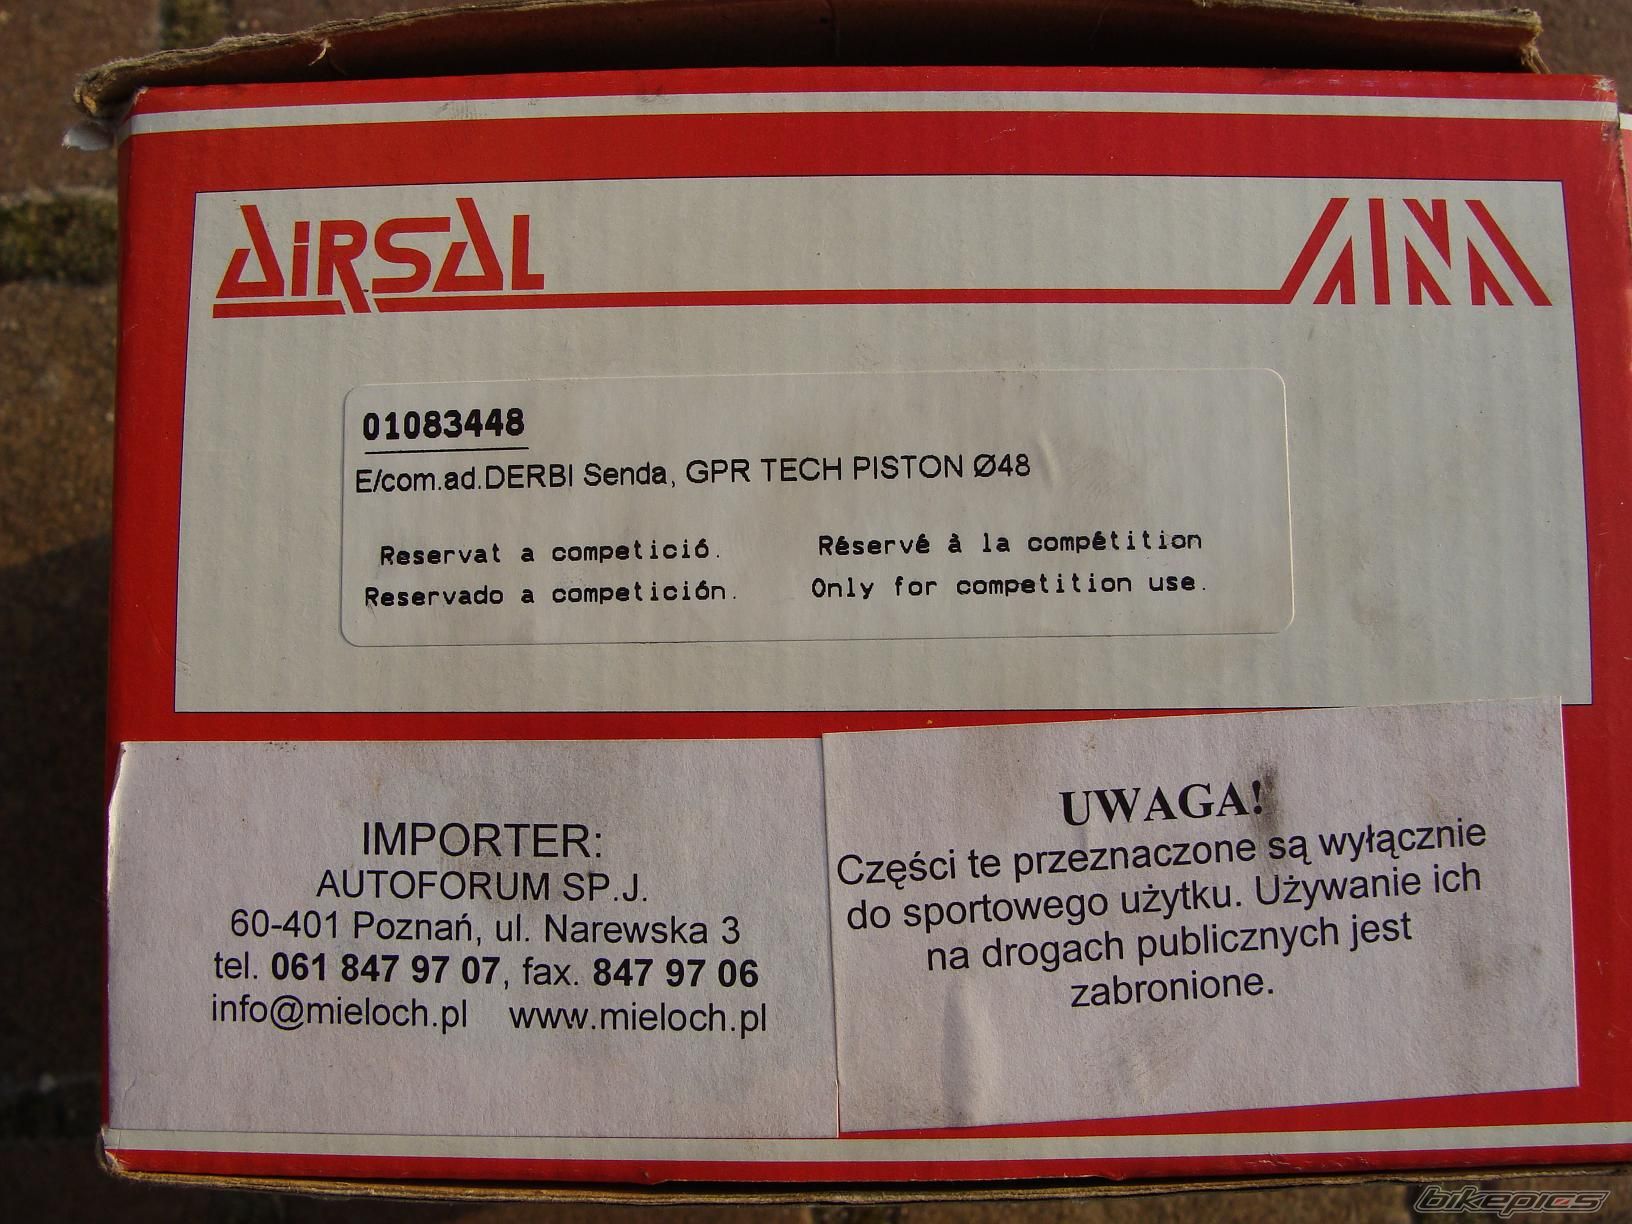 AiRSAL
01083448
E/com.ad.DERBI Senda, GPR TECH PISTON Ø48
Reservat a competició.
Réservé à la compétition
Reservado a competición.
Only for competition use.
IMPORTER:
AUTOFORUM SP.J.
60-401 Poznań, ul. Narewska 3
tel. 061 847 97 07, fax. 847 97 06
info@mieloch.pl www.mieloch.pl
UWAGA!
Części te przeznaczone są wyłącznie
do sportowego użytku. Używanie ich
na drogach publicznych jest
zabronione.
bikepics